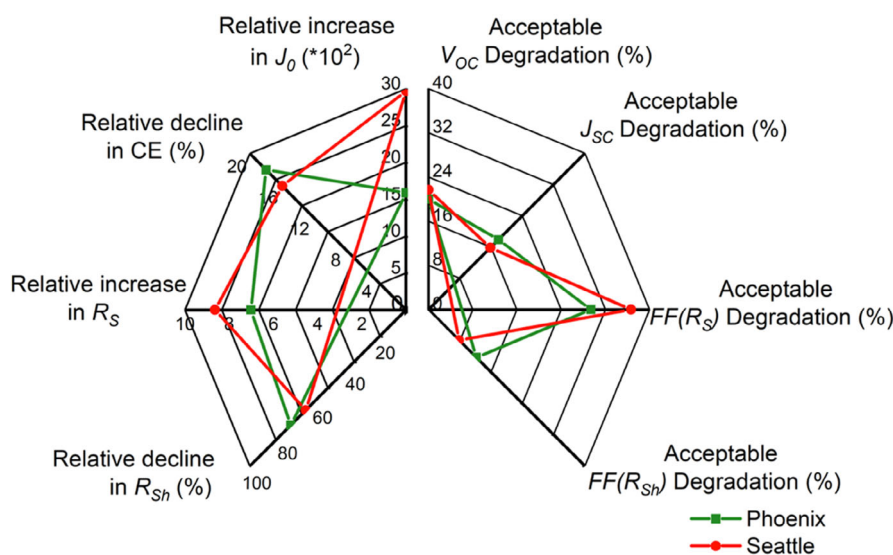 Relative increase
in J0 (*10²)
Acceptable
VOC Degradation (%)
Relative decline
in CE (%)
Acceptable
JSC Degradation (%)
Relative increase
in RS
Acceptable
FF(RS) Degradation (%)
Relative decline
in RSh (%)
Acceptable
FF(RSh) Degradation (%)
30
25
20
15
10
5
0
20
16
12
8
4
10
8
6
4
2
20
40
60
80
100
40
32
24
16
8
0
Phoenix
Seattle